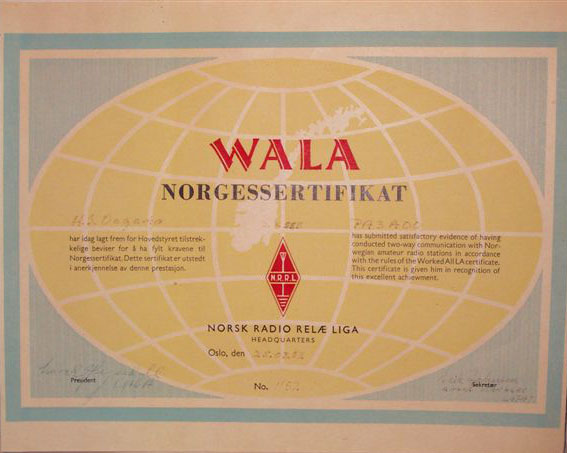 WALA
NORGESSERTIFIKAT
PA3AOO
har idag lagt frem for Hovedstyret tilstrek-
kelige beviser for å ha fylt kravene til
Norgessertifikat. Dette sertifikat er utstedt
i anerkjennelse av denne prestasjon.
has submitted satisfactory evidence of having
conducted two-way communication with Nor-
wegian amateur radio stations in accordance
with the rules of the Worked All LA certificate.
This certificate is given him in recognition of
this excellent achievement.
N.R.R.L
NORSK RADIO RELÆ LIGA
HEADQUARTERS
Oslo, den
President
No.
Sekretær